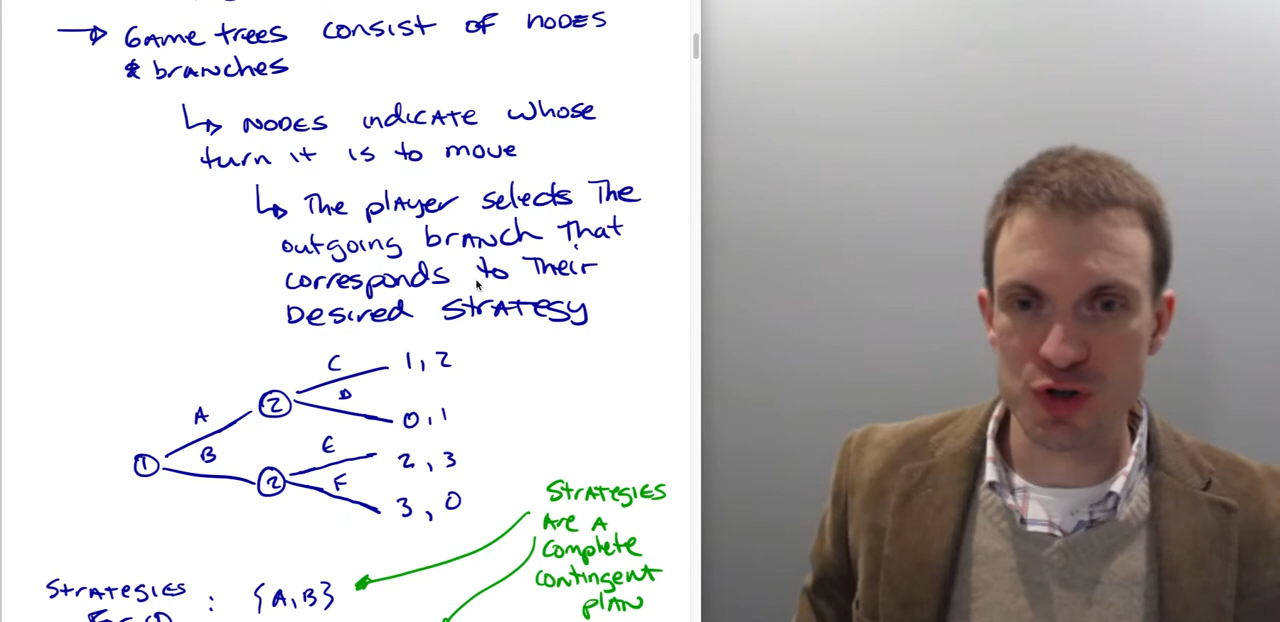 → Game trees consist of nodes
& branches
↳ Nodes indicate whose
turn it is to move
↳ The player selects the
outgoing branch that
corresponds to their
desired strategy
C 1, 2
A 2 D
0, 1
1 B E
2, 3
2 F
3, 0
Strategies
are a
complete
contingent
plan
Strategies : {A,B}